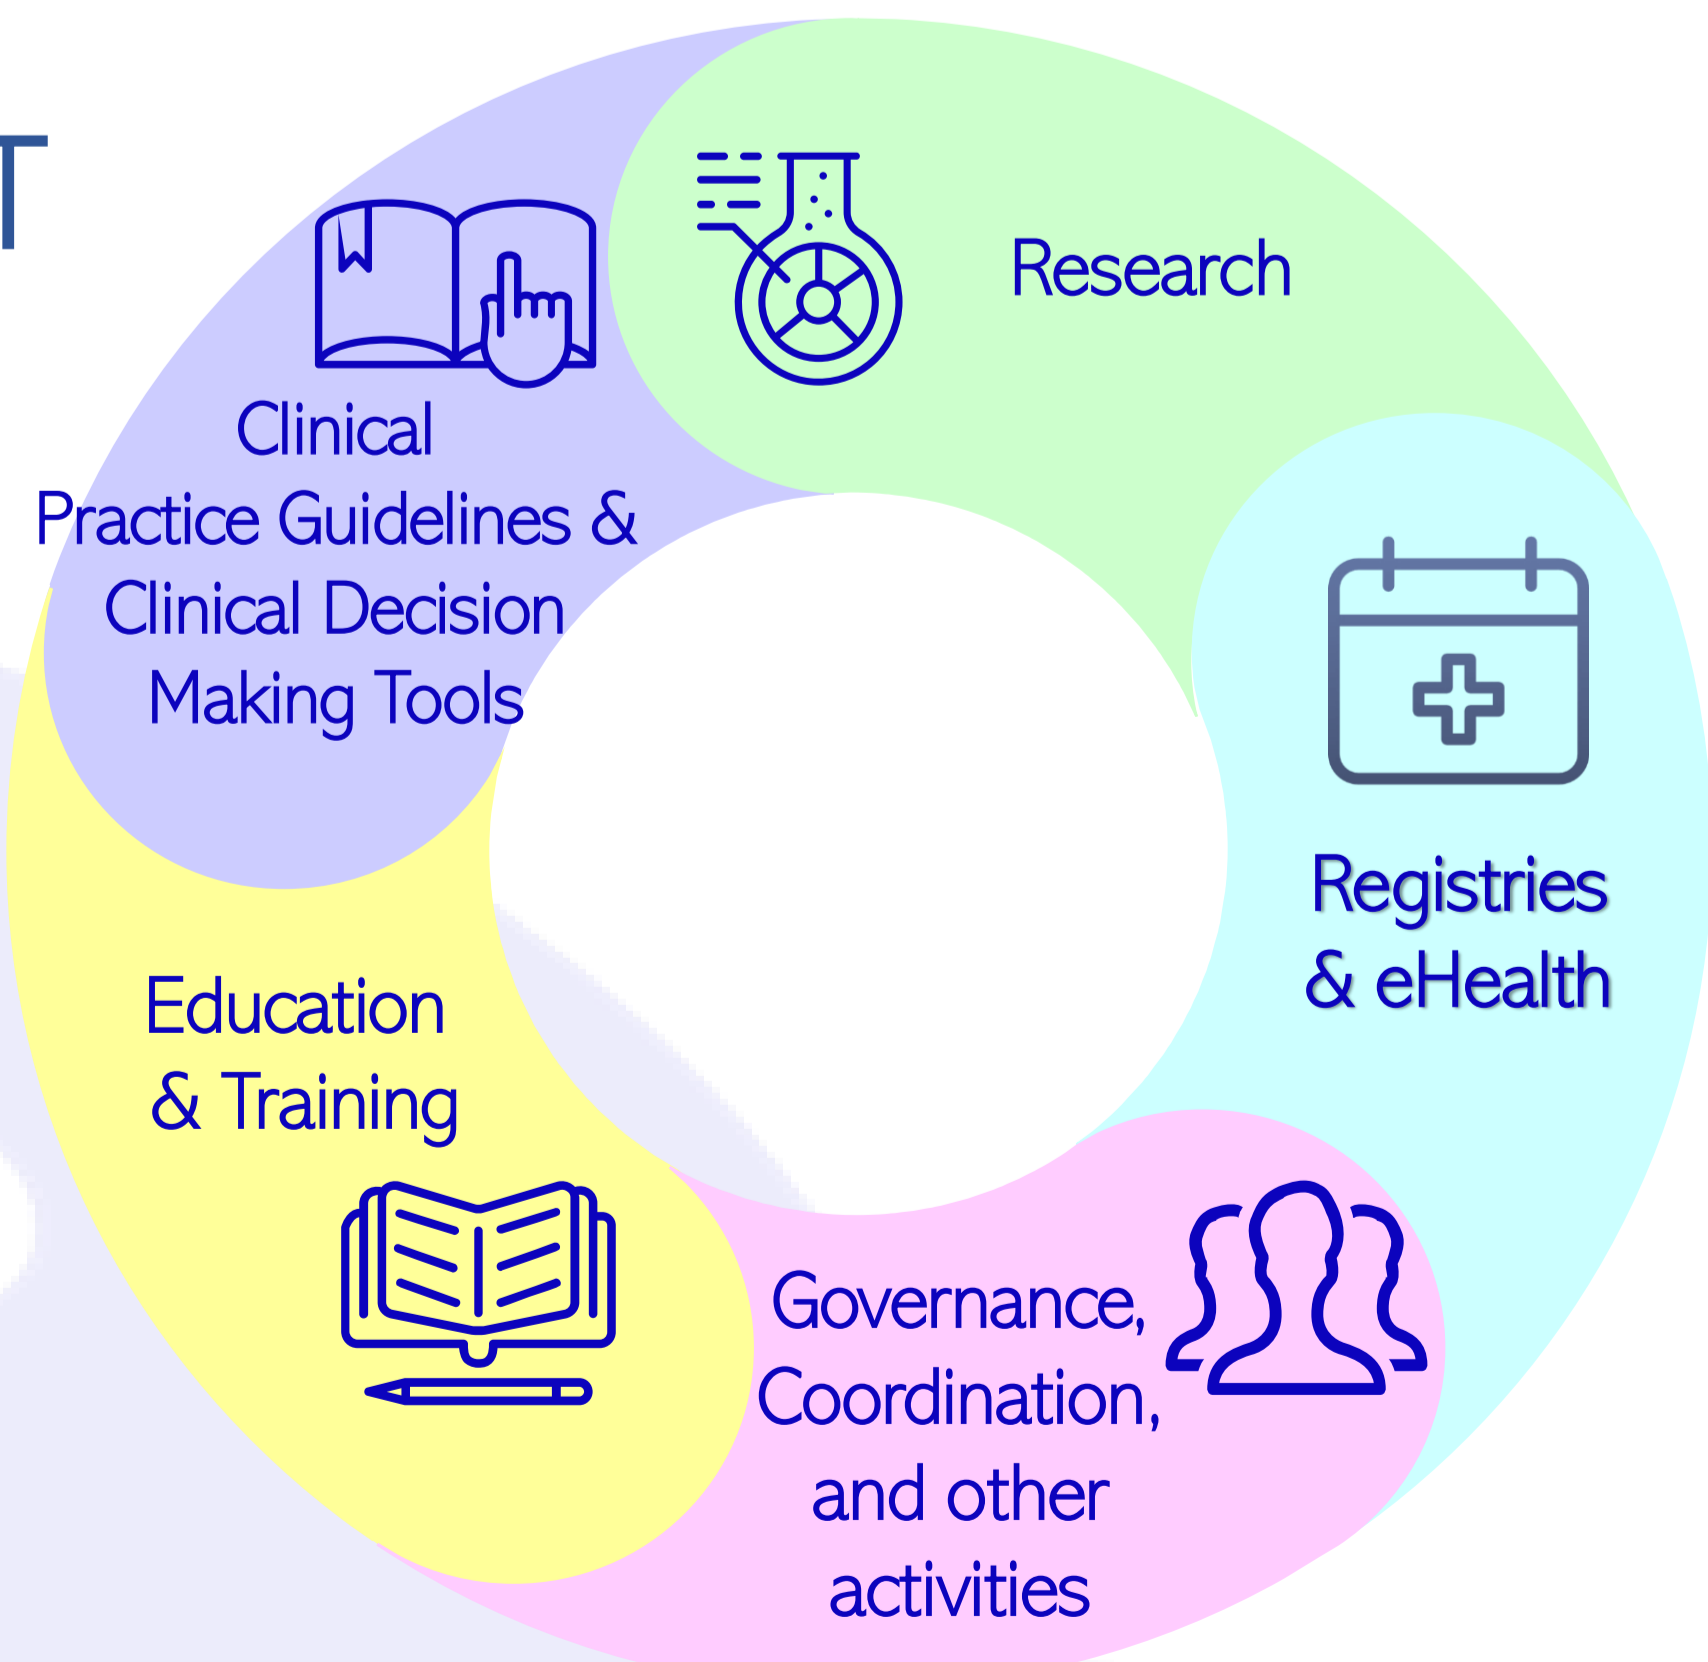 T
Research
Clinical
Practice Guidelines &
Clinical Decision
Making Tools
Registries
& eHealth
Education
& Training
Governance,
Coordination,
and other
activities